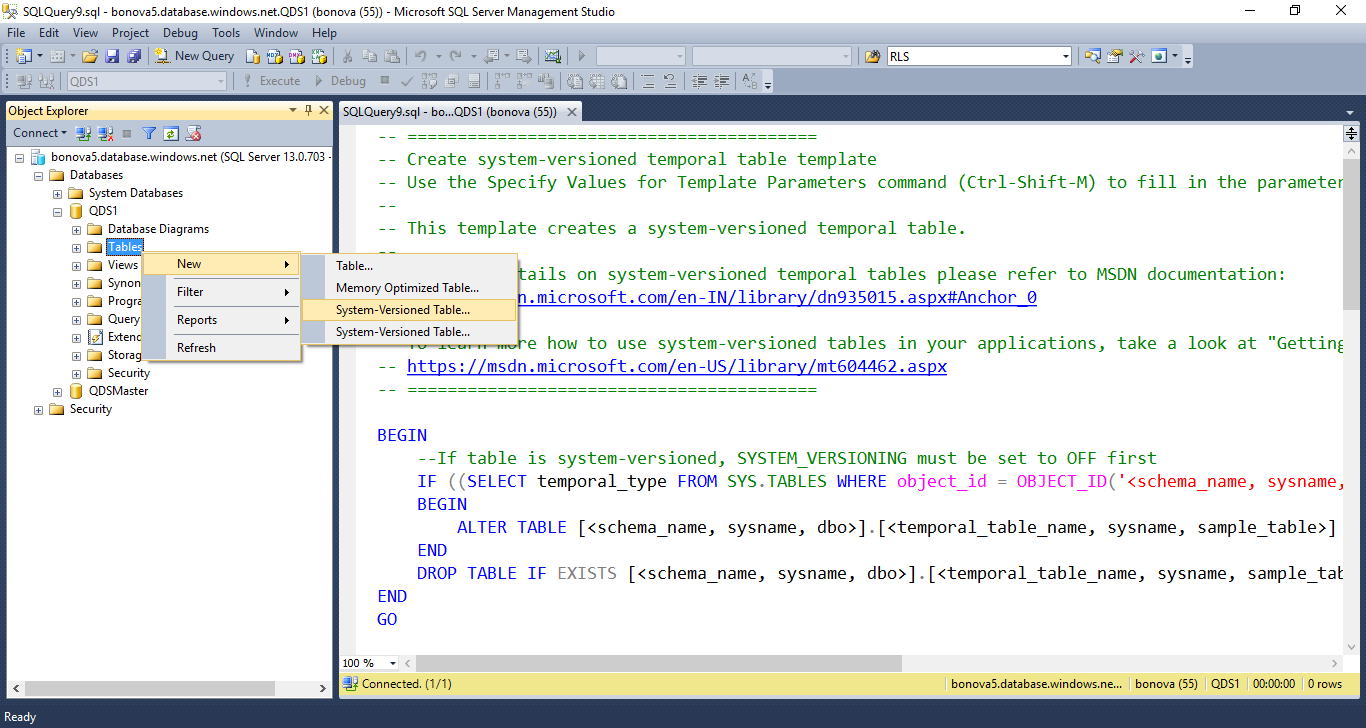 SQLQuery9.sql - bonova5.database.windows.net.QDS1 (bonova (55)) - Microsoft SQL Server Management Studio
File Edit View Project Debug Tools Window Help
New Query MDX DMX RLS
QDS1 Execute Debug
Object Explorer
Connect
bonova5.database.windows.net (SQL Server 13.0.703 -
Databases
System Databases
QDS1
Database Diagrams
Tables
Views
Synon
Progra
Query
Extend
Storag
Security
QDSMaster
Security
New
Filter
Reports
Refresh
Table...
Memory Optimized Table...
System-Versioned Table...
System-Versioned Table...
SQLQuery9.sql - bo...QDS1 (bonova (55))
-- =========================================
-- Create system-versioned temporal table template
-- Use the Specify Values for Template Parameters command (Ctrl-Shift-M) to fill in the parameter
--
-- This template creates a system-versioned temporal table.
--
tails on system-versioned temporal tables please refer to MSDN documentation:
n.microsoft.com/en-IN/library/dn935015.aspx#Anchor_0
To learn more how to use system-versioned tables in your applications, take a look at "Getting
-- https://msdn.microsoft.com/en-US/library/mt604462.aspx
-- =========================================
BEGIN
--If table is system-versioned, SYSTEM_VERSIONING must be set to OFF first
IF ((SELECT temporal_type FROM SYS.TABLES WHERE object_id = OBJECT_ID('<schema_name, sysname,
BEGIN
ALTER TABLE [<schema_name, sysname, dbo>].[<temporal_table_name, sysname, sample_table>]
END
DROP TABLE IF EXISTS [<schema_name, sysname, dbo>].[<temporal_table_name, sysname, sample_tab
END
GO
100 %
Connected. (1/1) bonova5.database.windows.ne... bonova (55) QDS1 00:00:00 0 rows
Ready